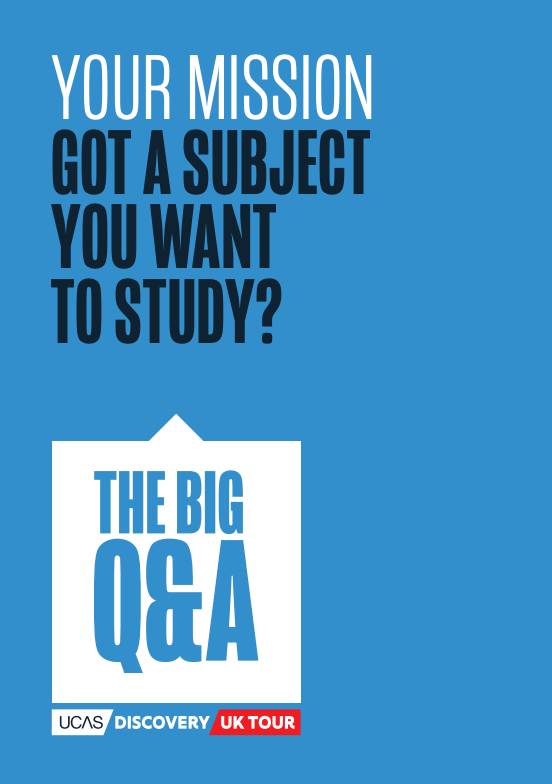 YOUR MISSION
GOT A SUBJECT
YOU WANT
TO STUDY?
THE BIG
Q&A
UCAS DISCOVERY UK TOUR